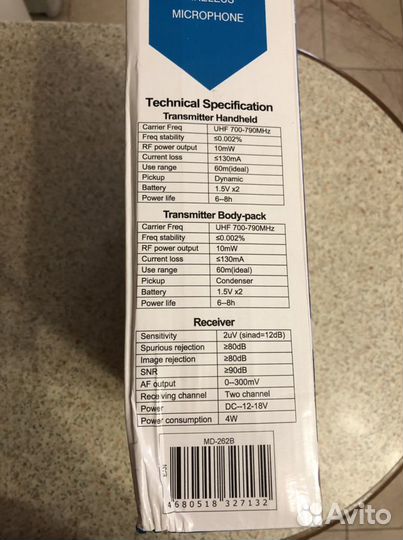 MICROPHONE
Technical Specification
Transmitter Handheld
Carrier Freq UHF 700-790MHz
Freq stability ≤0.002%
RF power output 10mW
Current loss ≤130mA
Use range 60m(ideal)
Pickup Dynamic
Battery 1.5V x2
Power life 6--8h
Transmitter Body-pack
Carrier Freq UHF 700-790MHz
Freq stability ≤0.002%
RF power output 10mW
Current loss ≤130mA
Use range 60m(ideal)
Pickup Condenser
Battery 1.5V x2
Power life 6--8h
Receiver
Sensitivity 2uV (sinad=12dB)
Spurious rejection ≥80dB
Image rejection ≥80dB
SNR ≥90dB
AF output 0~300mV
Receiving channel Two channel
Power DC--12-18V
Power consumption 4W
MD-262B
4680518 327132
Avito